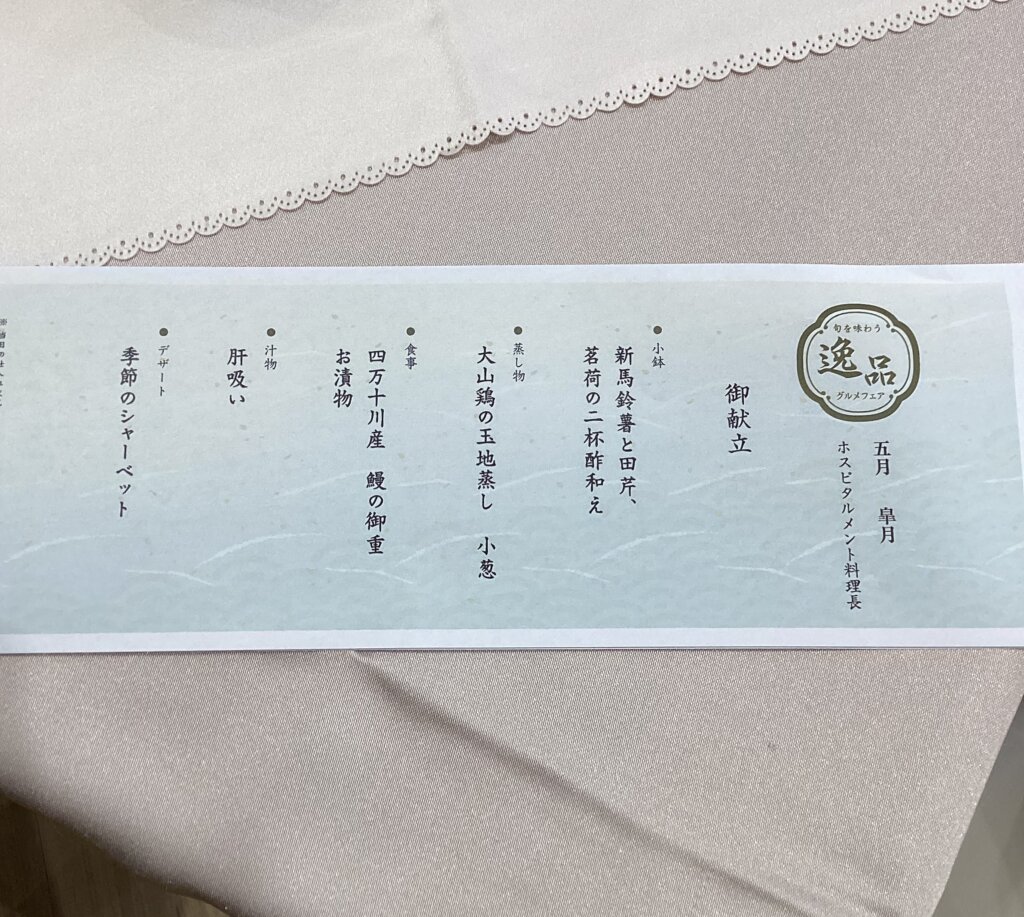 旬を味わう
逸品
グルメフェア
五月　皐月
ホスピタルメント料理長
御献立
●小鉢
新馬鈴薯と田芹、
茗荷の二杯酢和え
●蒸し物
大山鶏の玉地蒸し　小葱
●食事
四万十川産　鰻の御重
お漬物
●汁物
肝吸い
●デザート
季節のシャーベット